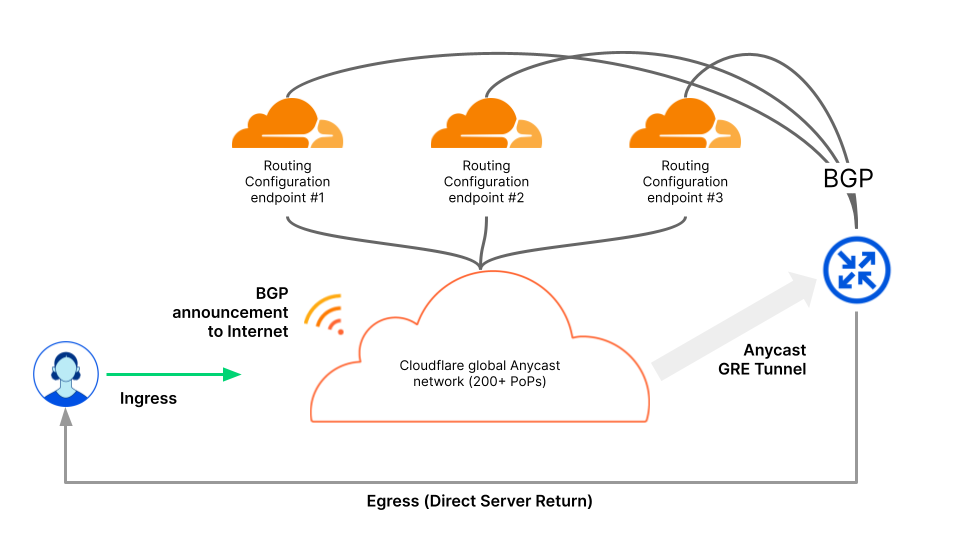 Routing
Configuration
endpoint #1
Routing
Configuration
endpoint #2
Routing
Configuration
endpoint #3
BGP
BGP
announcement
to Internet
Cloudflare global Anycast
network (200+ PoPs)
Anycast
GRE Tunnel
Ingress
Egress (Direct Server Return)